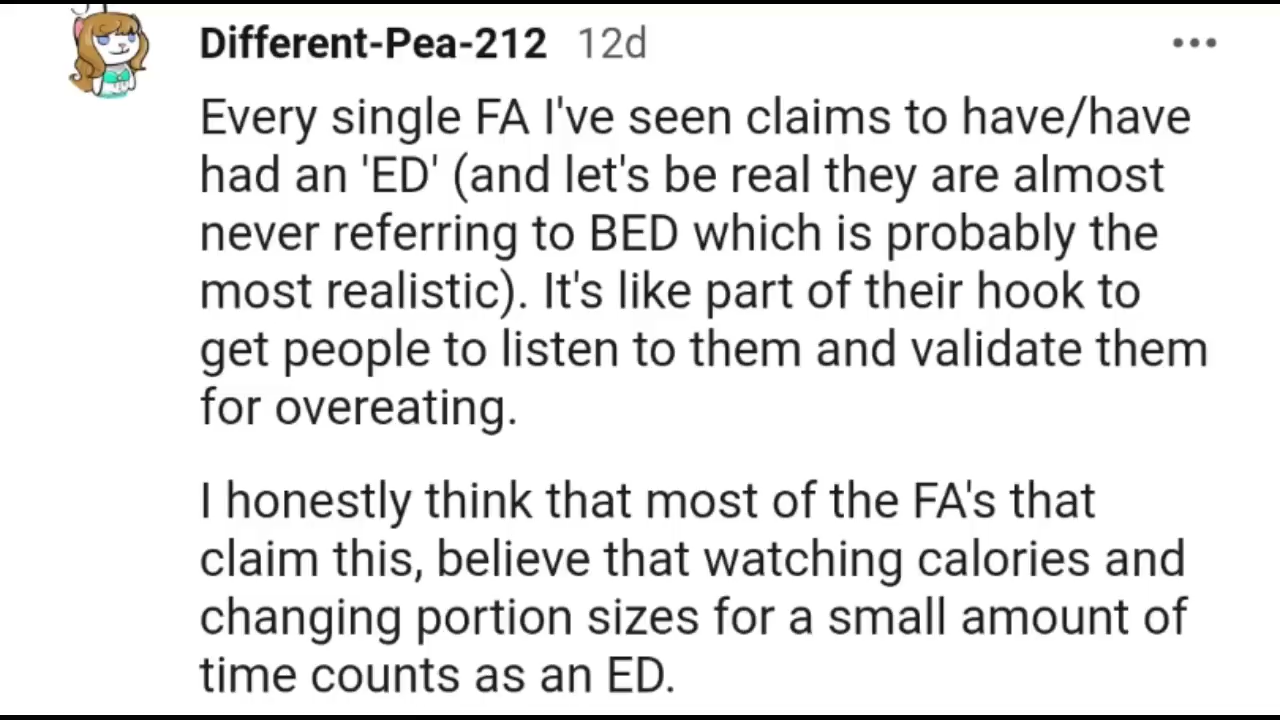 Different-Pea-212 12d
Every single FA I've seen claims to have/have
had an 'ED' (and let's be real they are almost
never referring to BED which is probably the
most realistic). It's like part of their hook to
get people to listen to them and validate them
for overeating.
I honestly think that most of the FA's that
claim this, believe that watching calories and
changing portion sizes for a small amount of
time counts as an ED.